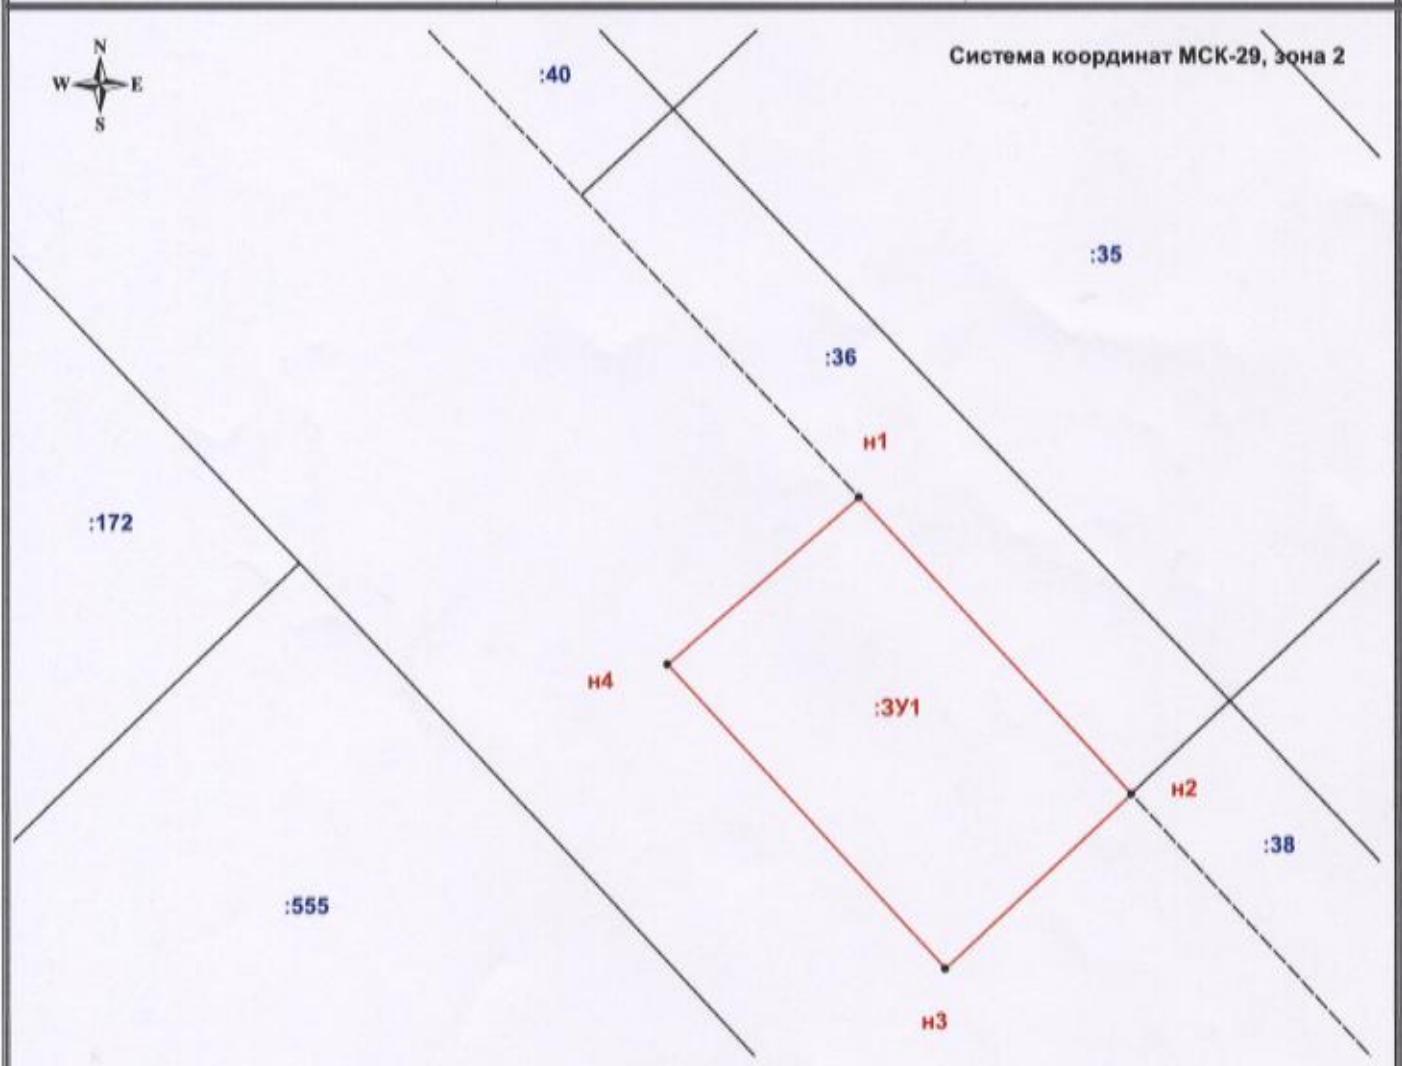 N
W E
S
:40
Система координат МСК-29, зона 2
:35
:36
н1
:172
н4
:ЗУ1
н2
:38
:555
н3